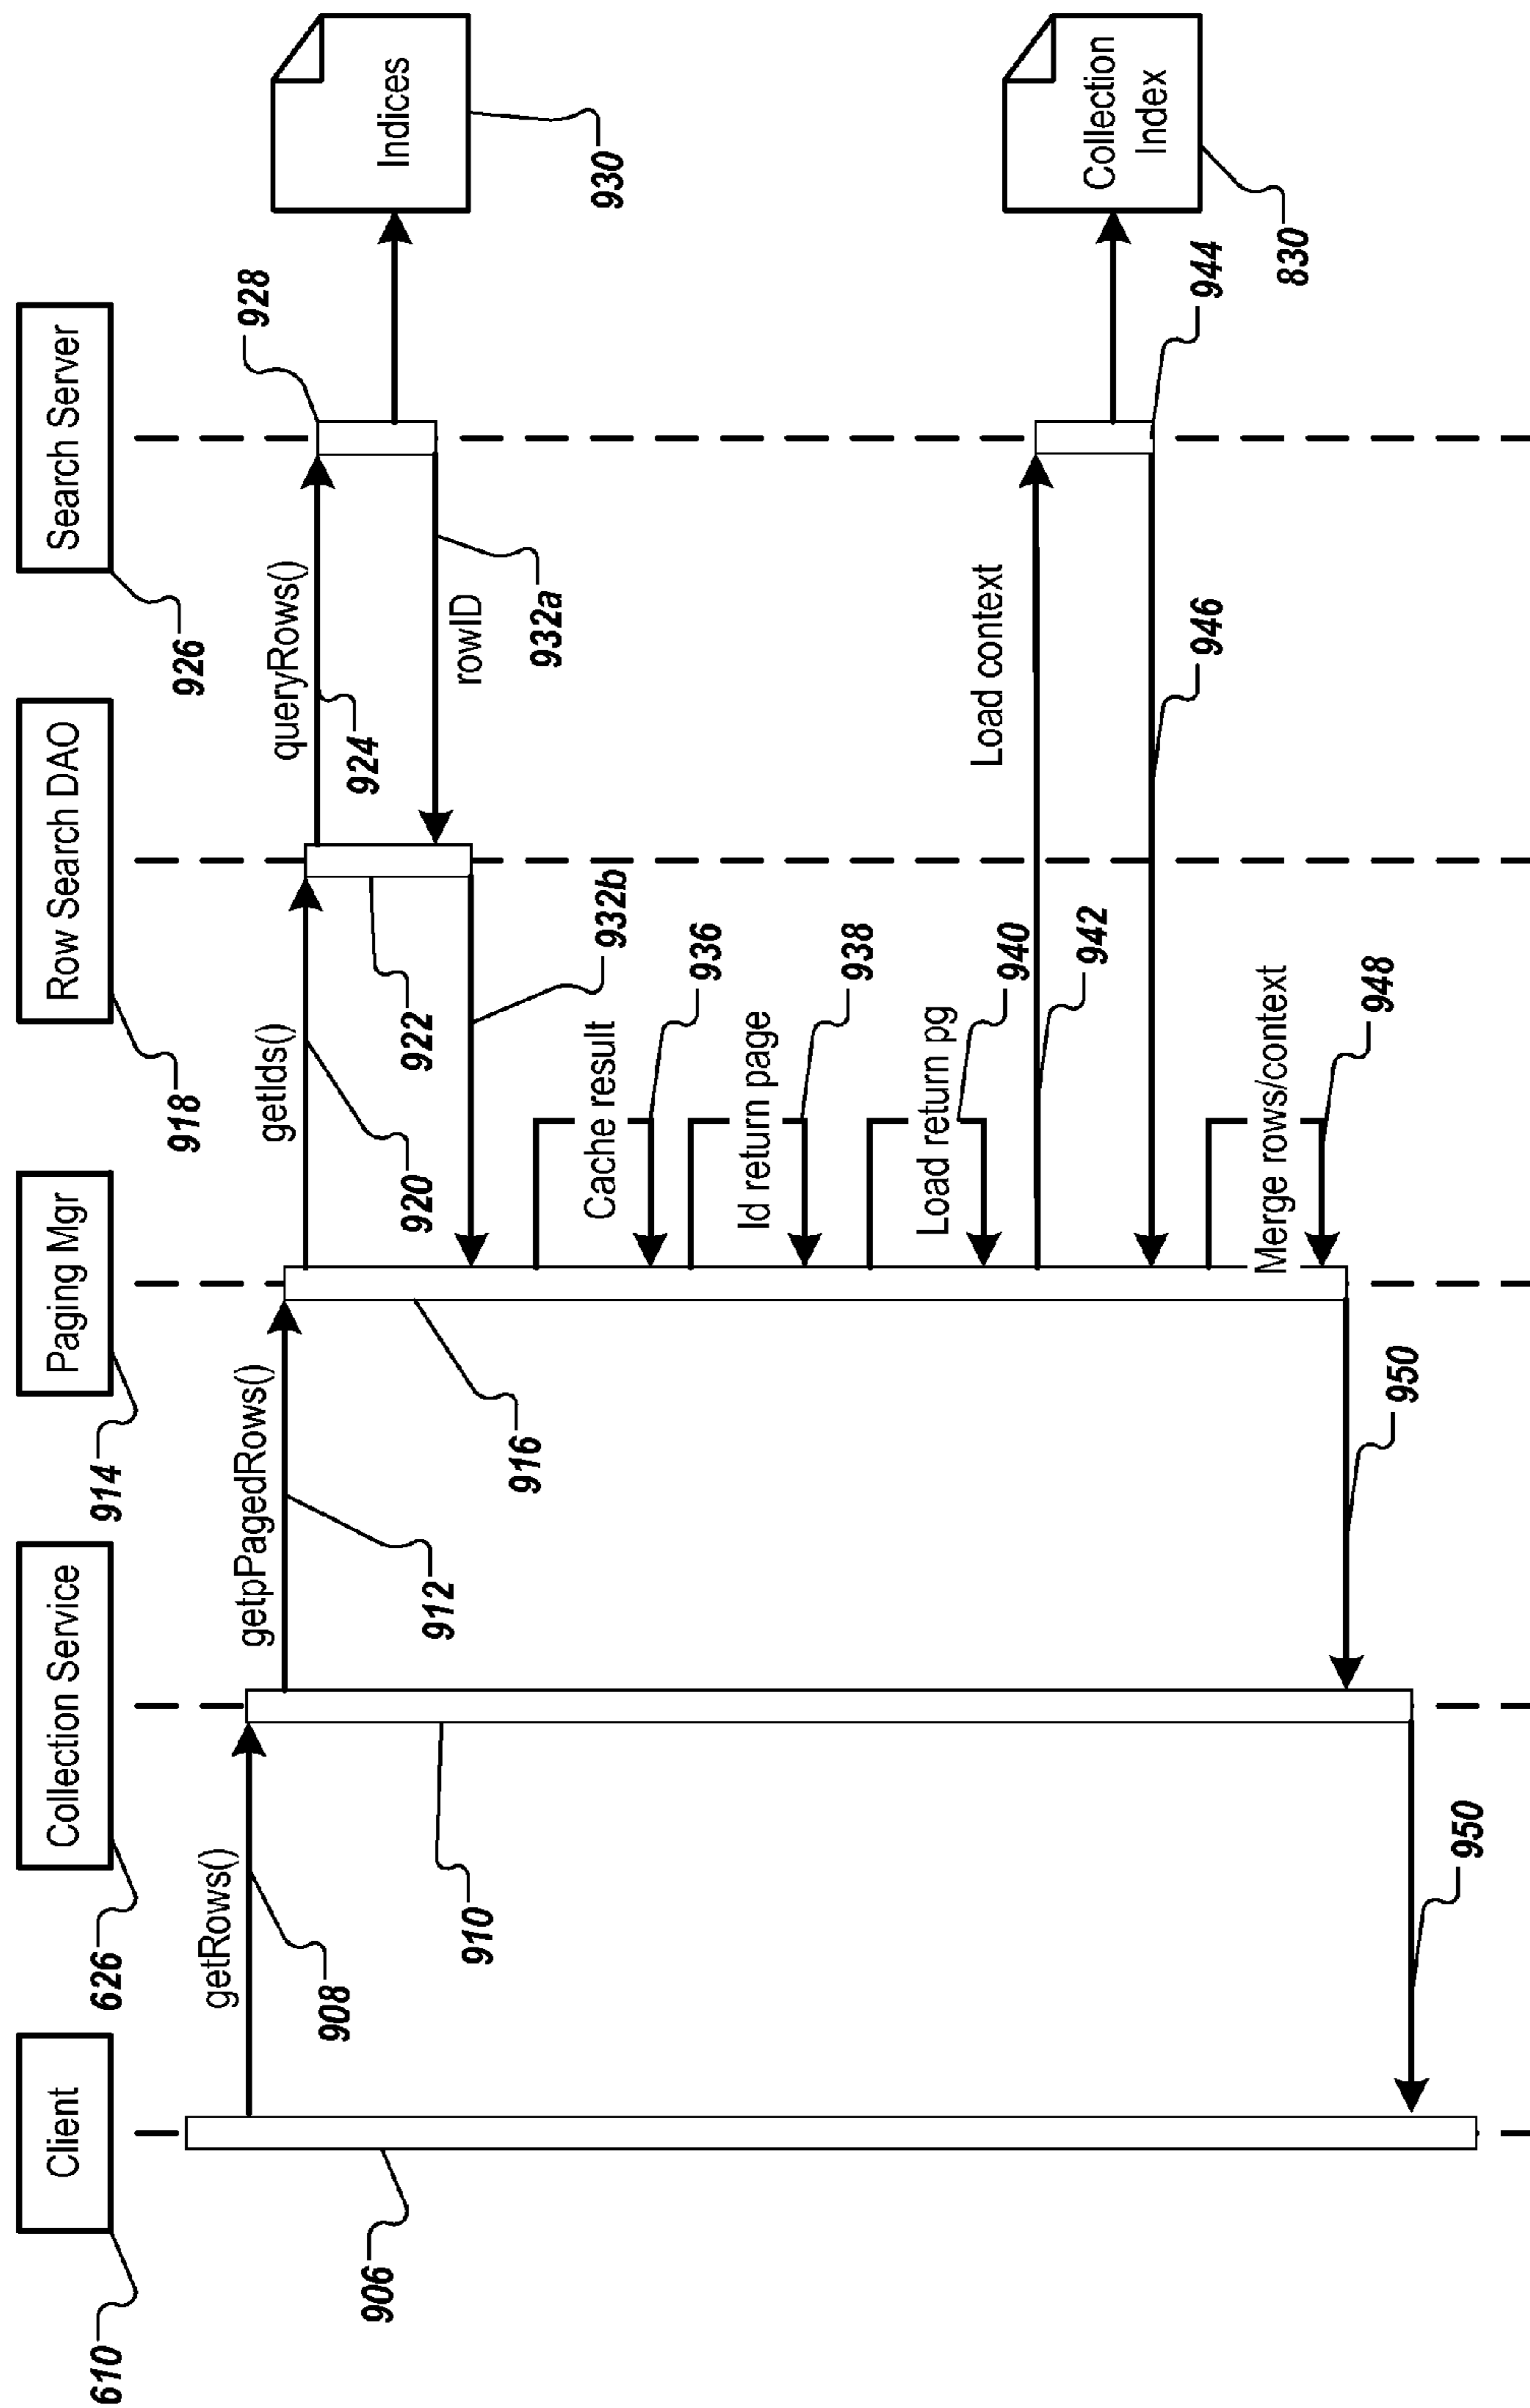 Client
610
Collection Service
626
Paging Mgr
914
Row Search DAO
918
Search Server
926
getRows()
908
getpPagedRows()
912
getIds()
920
queryRows()
924
928
Indices
930
906
910
916
922
rowID
932a
932b
Cache result
936
Id return page
938
Load return pg
940
Load context
942
944
Collection
Index
830
946
Merge rows/context
948
950
950